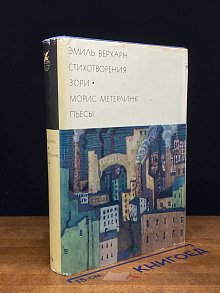 ЭМИЛЬ ВЕРХАРН
СТИХОТВОРЕНИЯ
ЗОРИ •
МОРИС МЕТЕРЛИНК
ПЬЕСЫ
КНИГОЕД